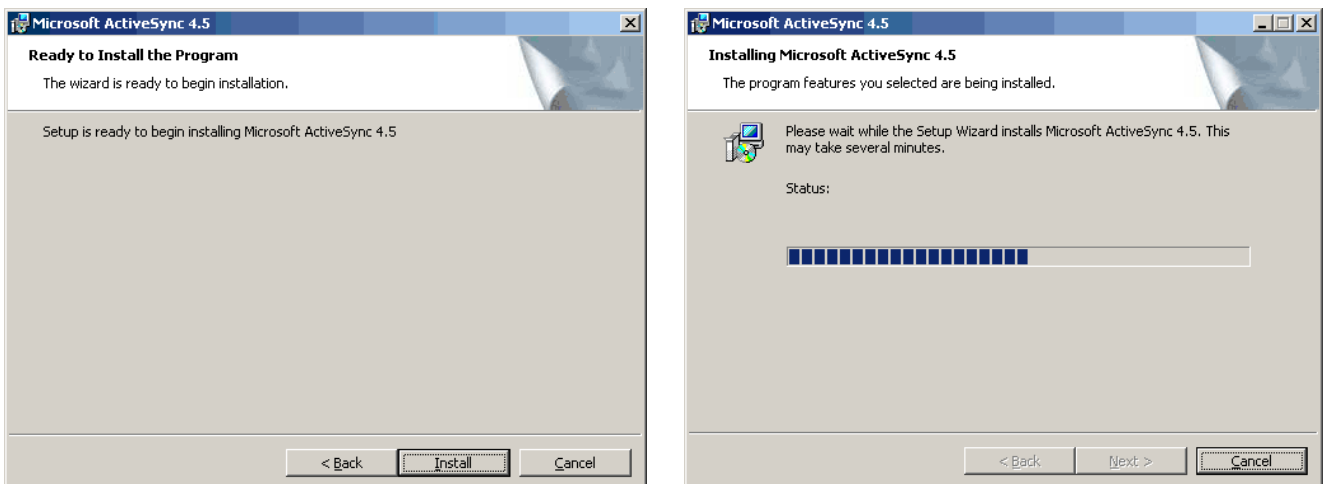 Microsoft ActiveSync 4.5
Ready to Install the Program
The wizard is ready to begin installation.
Setup is ready to begin installing Microsoft ActiveSync 4.5
< Back
Install
Cancel
Microsoft ActiveSync 4.5
Installing Microsoft ActiveSync 4.5
The program features you selected are being installed.
Please wait while the Setup Wizard installs Microsoft ActiveSync 4.5. This
may take several minutes.
Status:
< Back
Next >
Cancel